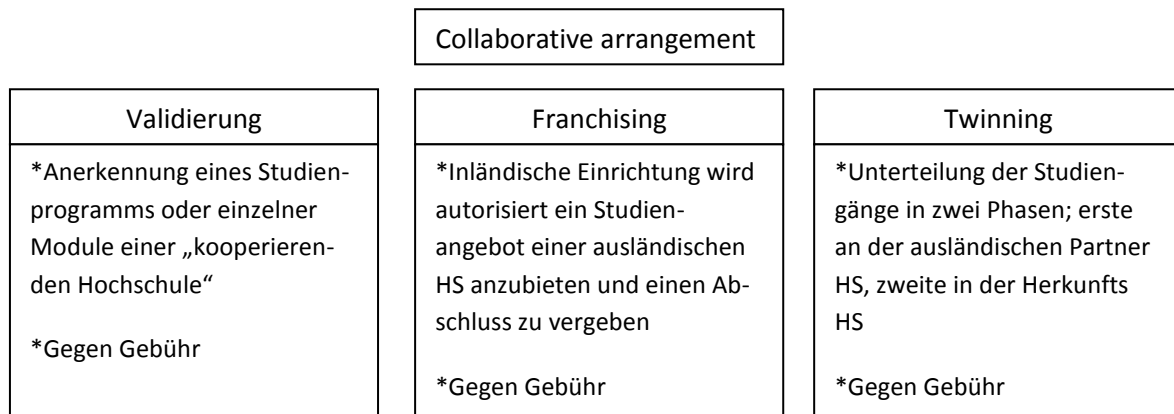 Collaborative arrangement
Validierung
*Anerkennung eines Studien-
programms oder einzelner
Module einer „kooperieren-
den Hochschule“
*Gegen Gebühr
Franchising
*Inländische Einrichtung wird
autorisiert ein Studien-
angebot einer ausländischen
HS anzubieten und einen Ab-
schluss zu vergeben
*Gegen Gebühr
Twinning
*Unterteilung der Studien-
gänge in zwei Phasen; erste
an der ausländischen Partner
HS, zweite in der Herkunfts
HS
*Gegen Gebühr